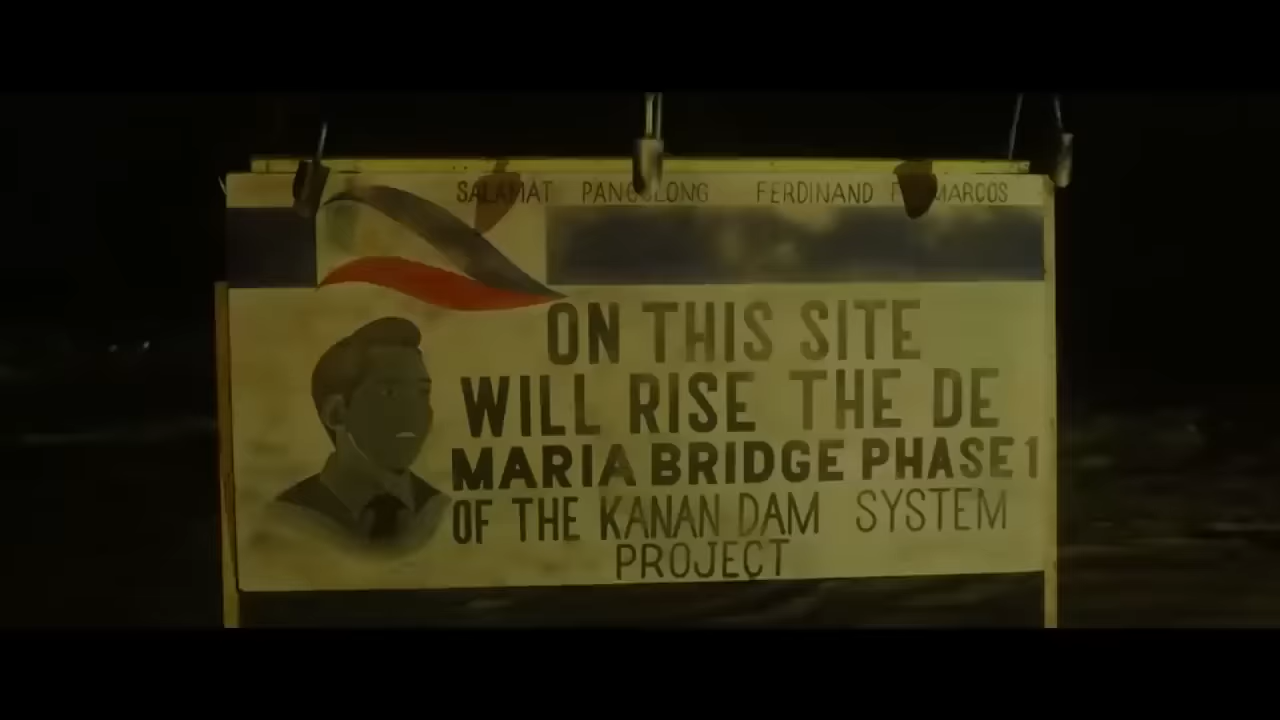 SALAMAT PANGULONG FERDINAND MARCOS
ON THIS SITE
WILL RISE THE DE
MARIA BRIDGE PHASE 1
OF THE KANAN DAM SYSTEM
PROJECT